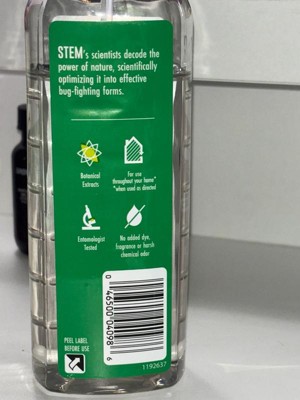 STEM's scientists decode the
power of nature, scientifically
optimizing it into effective
bug-fighting forms.
Botanical
Extracts
For use
throughout your home*
*when used as directed
Entomologist
Tested
No added dye,
fragrance or harsh
chemical odor
PEEL LABEL
BEFORE USE
0 46500 04098 6
1192637